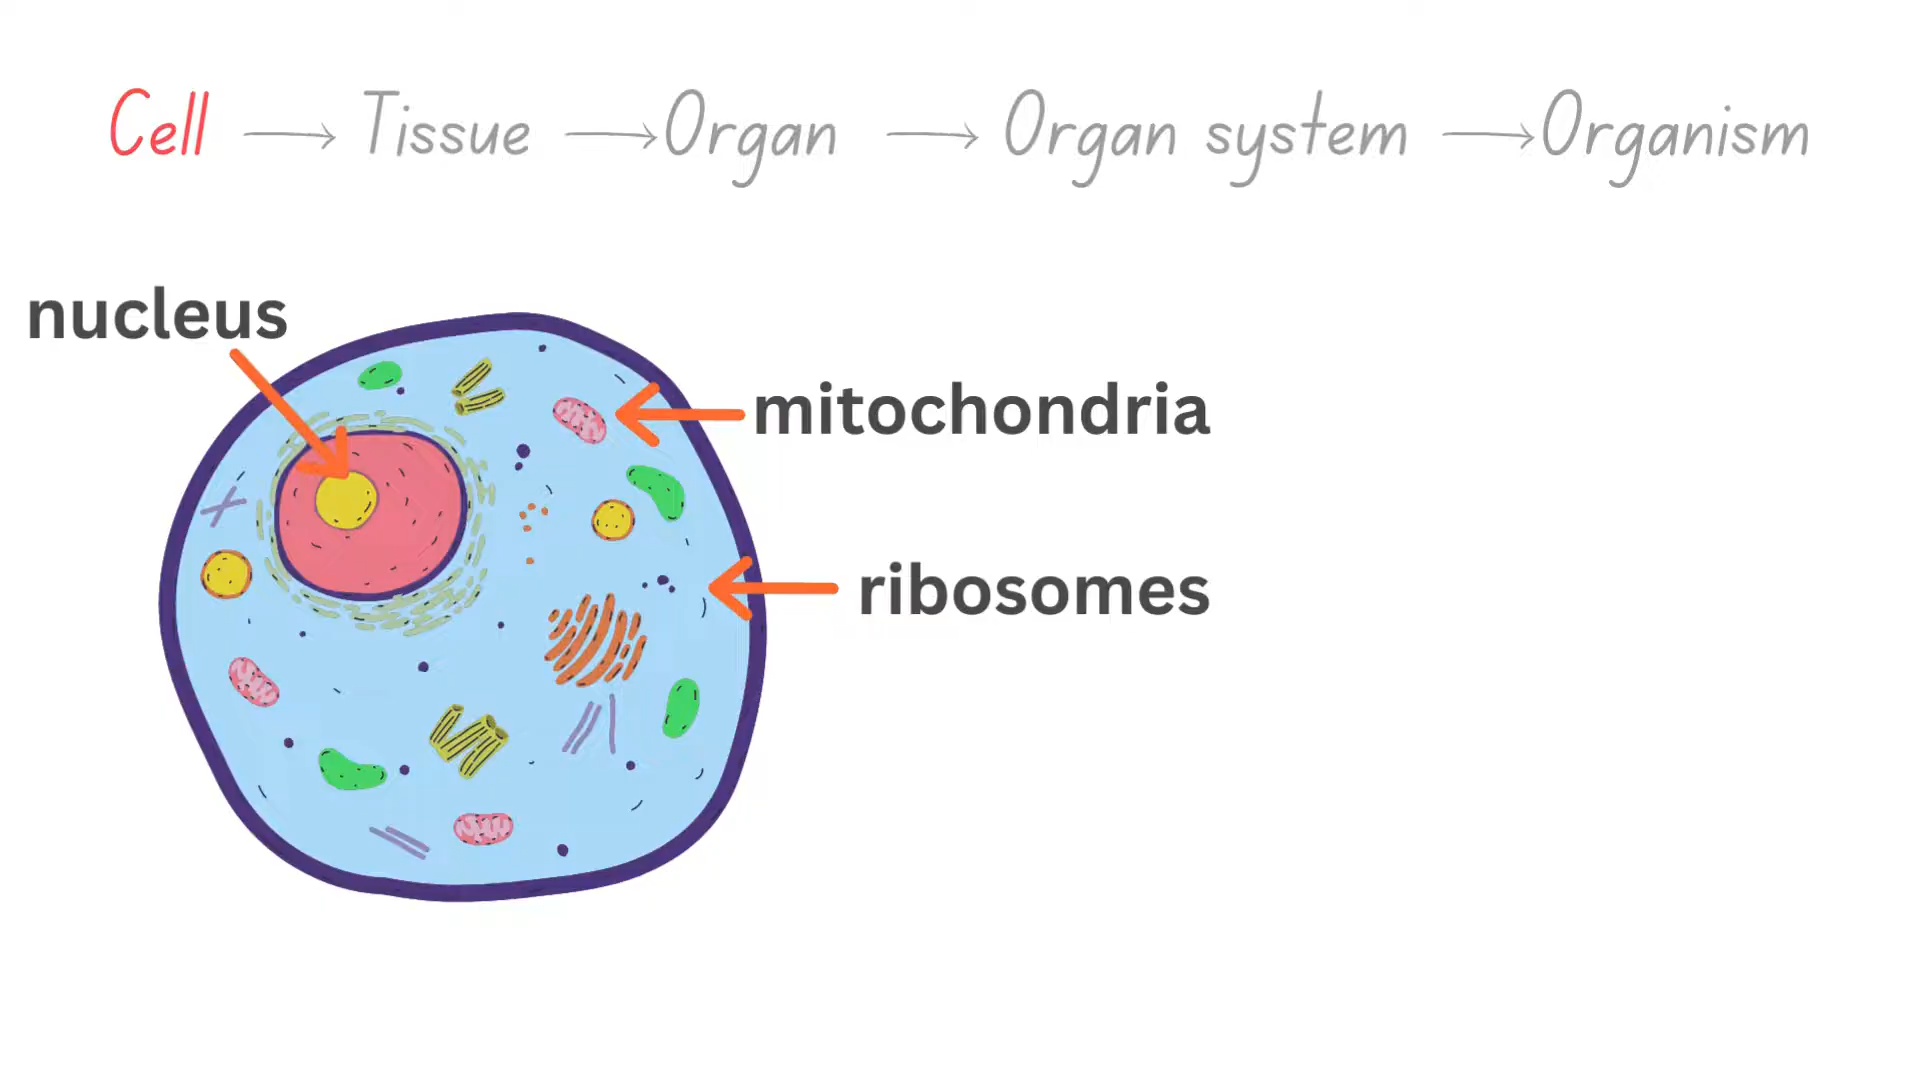 Cell → Tissue → Organ → Organ system → Organism
nucleus
mitochondria
ribosomes